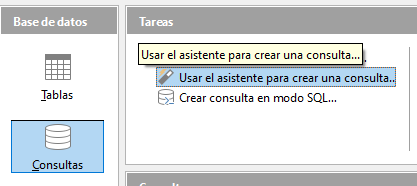 Base de datos
Tareas
Usar el asistente para crear una consulta...
Usar el asistente para crear una consulta...
Tablas
Crear consulta en modo SQL...
Consultas